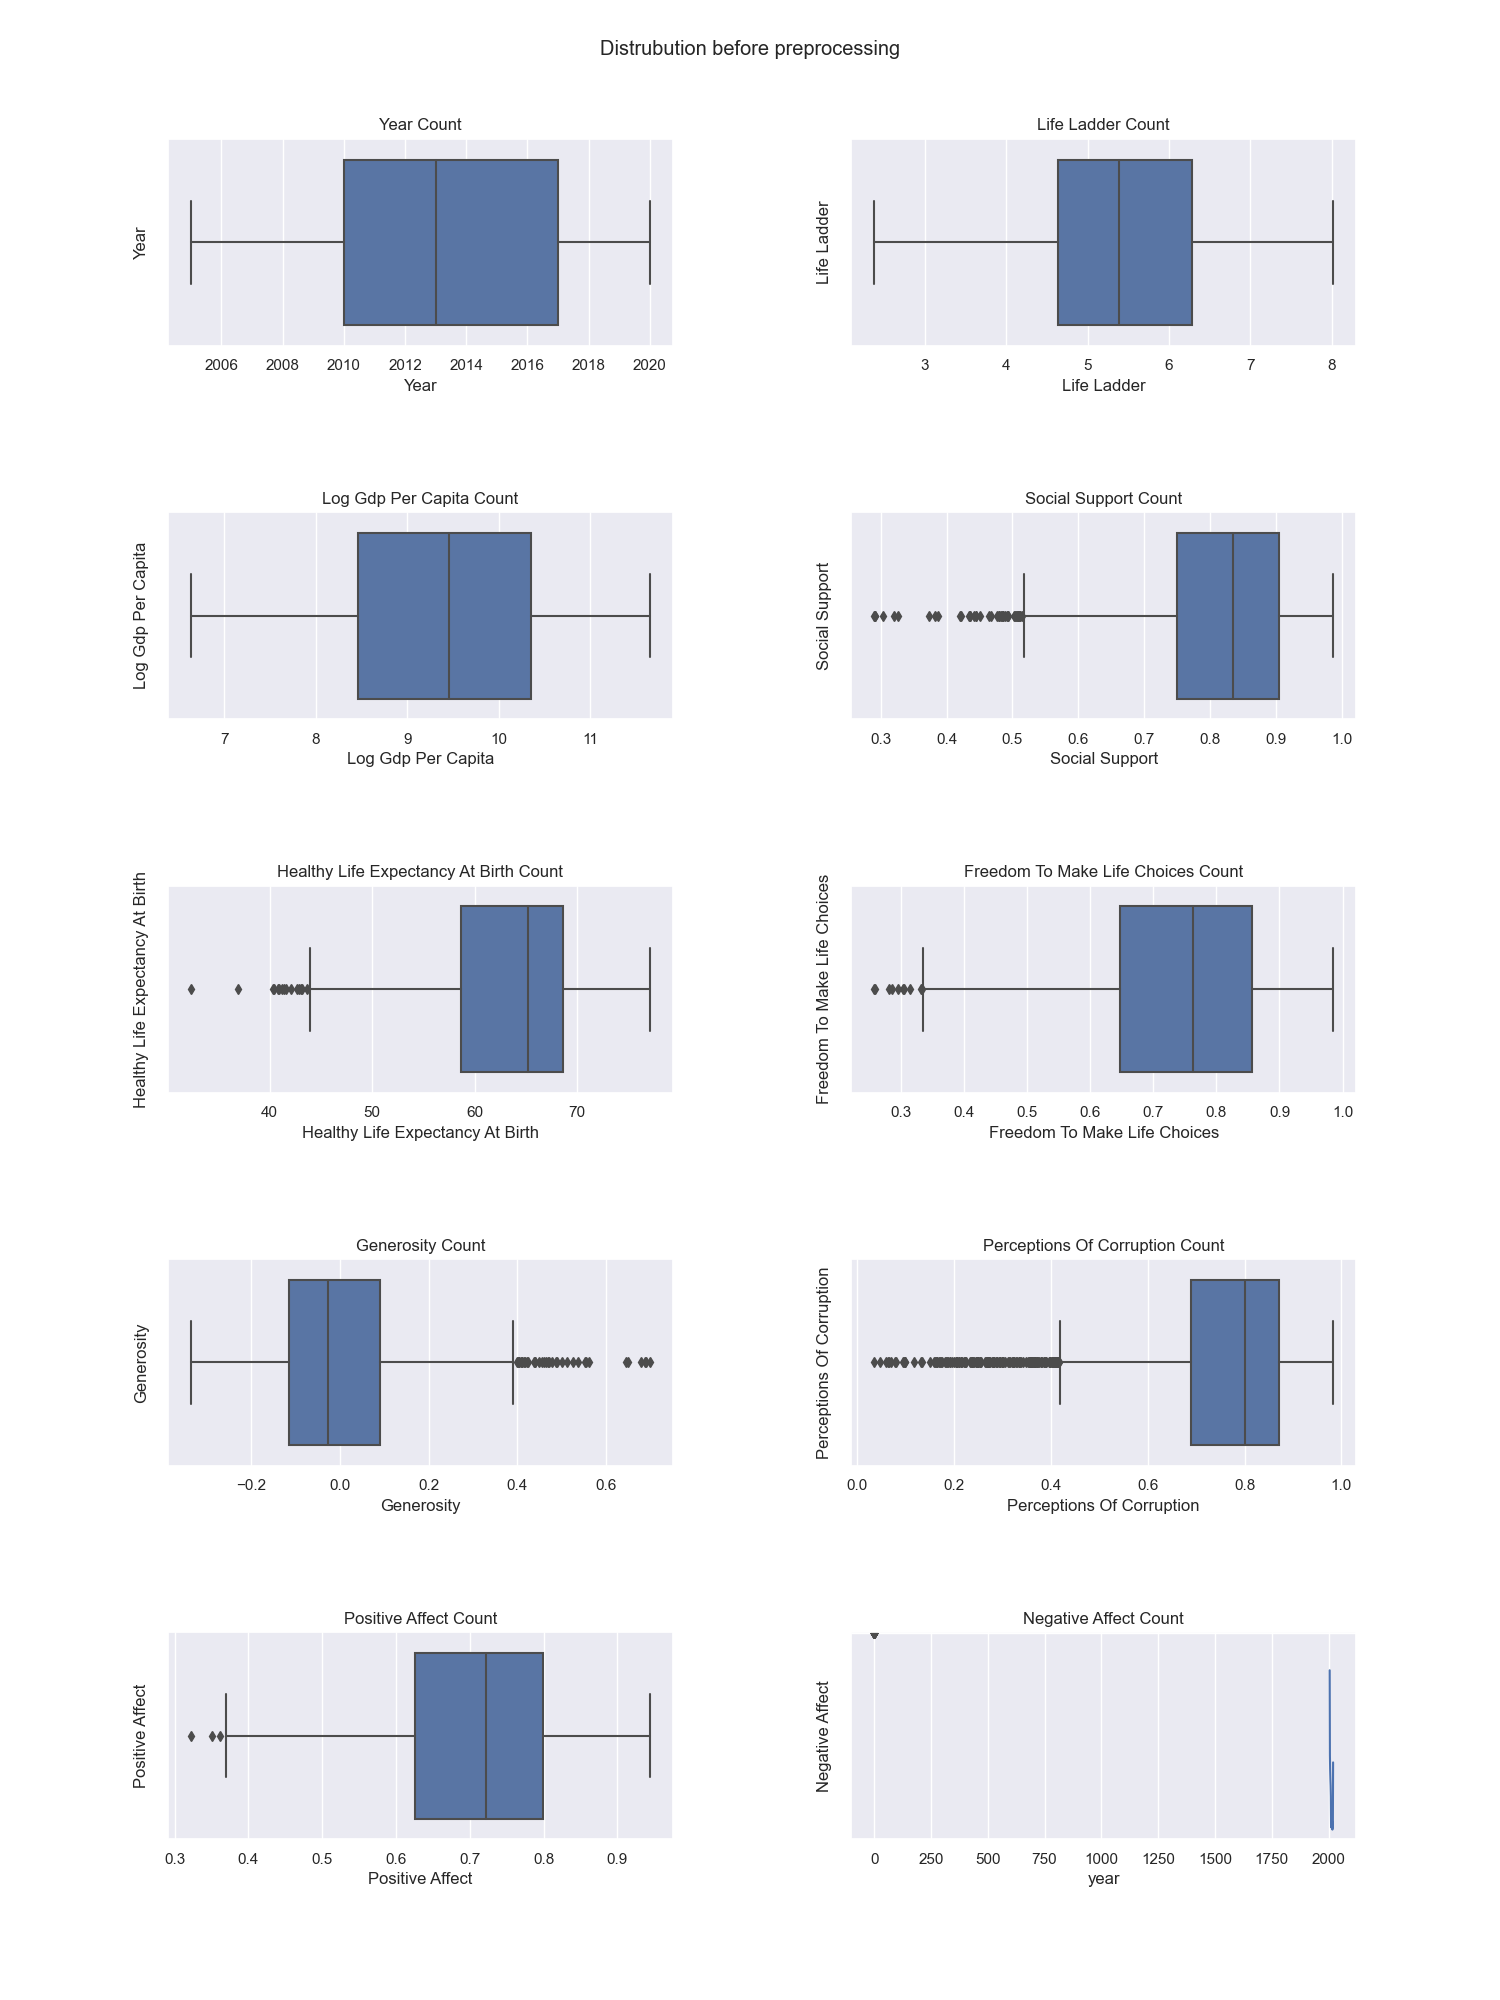 Distrubution before preprocessing
Year Count
Year
2006 2008 2010 2012 2014 2016 2018 2020
Year
Life Ladder Count
Life Ladder
3 4 5 6 7 8
Life Ladder
Log Gdp Per Capita Count
Log Gdp Per Capita
7 8 9 10 11
Log Gdp Per Capita
Social Support Count
Social Support
0.3 0.4 0.5 0.6 0.7 0.8 0.9 1.0
Social Support
Healthy Life Expectancy At Birth Count
Healthy Life Expectancy At Birth
40 50 60 70
Healthy Life Expectancy At Birth
Freedom To Make Life Choices Count
Freedom To Make Life Choices
0.3 0.4 0.5 0.6 0.7 0.8 0.9 1.0
Freedom To Make Life Choices
Generosity Count
Generosity
−0.2 0.0 0.2 0.4 0.6
Generosity
Perceptions Of Corruption Count
Perceptions Of Corruption
0.0 0.2 0.4 0.6 0.8 1.0
Perceptions Of Corruption
Positive Affect Count
Positive Affect
0.3 0.4 0.5 0.6 0.7 0.8 0.9
Positive Affect
Negative Affect Count
Negative Affect
0 250 500 750 1000 1250 1500 1750 2000
year